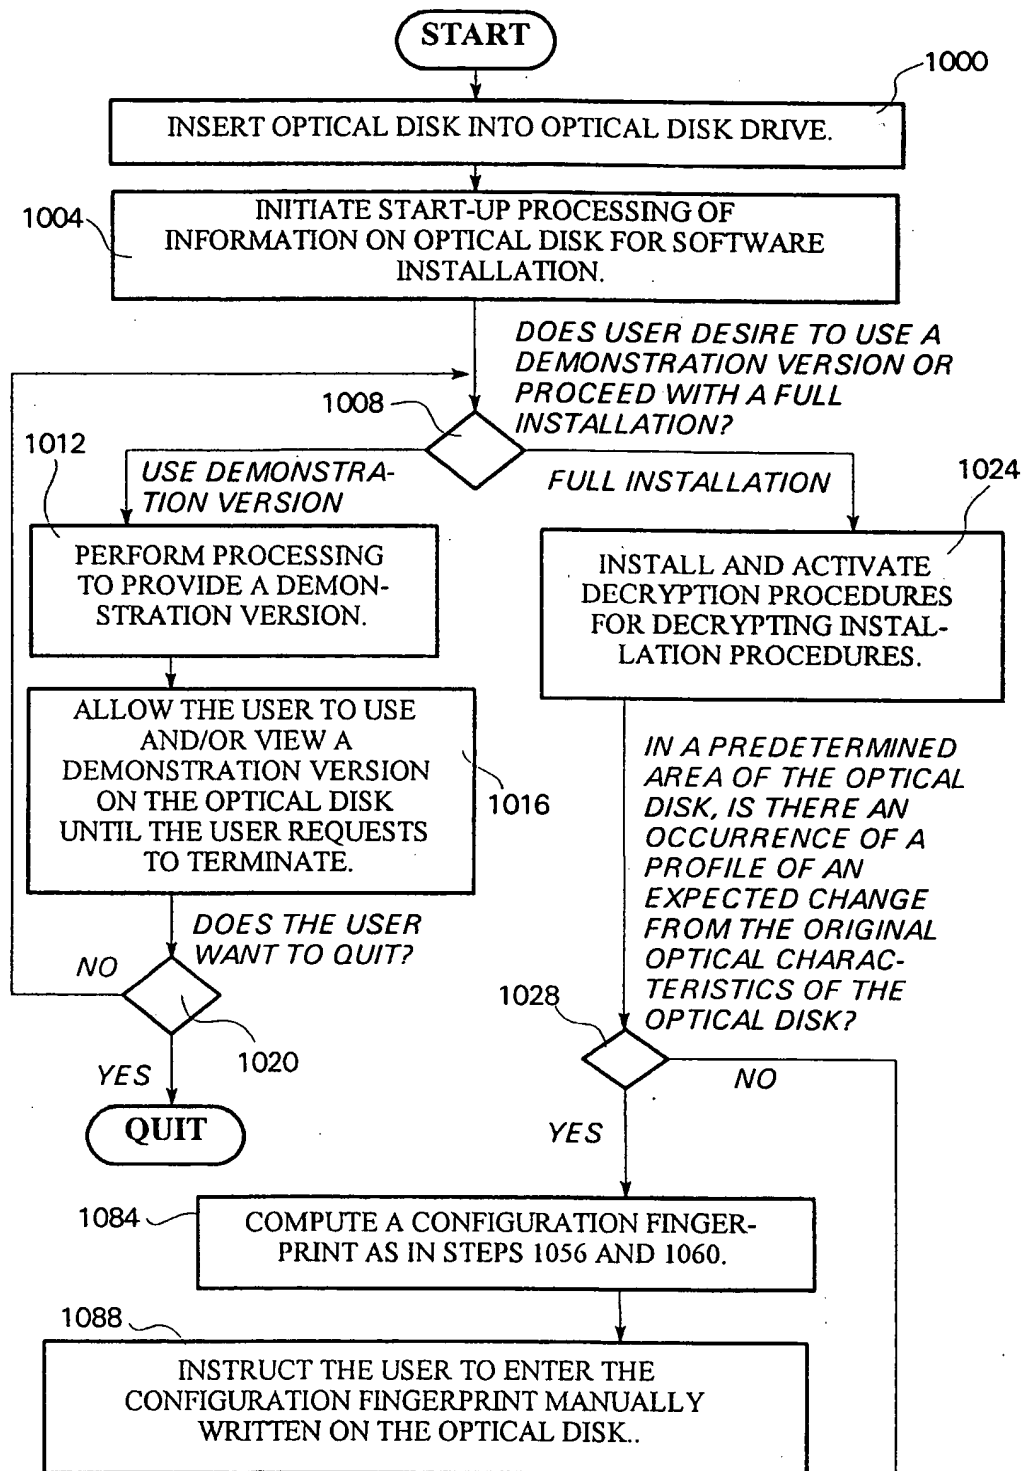 START
1000
INSERT OPTICAL DISK INTO OPTICAL DISK DRIVE.
1004
INITIATE START-UP PROCESSING OF
INFORMATION ON OPTICAL DISK FOR SOFTWARE
INSTALLATION.
DOES USER DESIRE TO USE A
DEMONSTRATION VERSION OR
PROCEED WITH A FULL
INSTALLATION?
1008
1012
USE DEMONSTRA-
TION VERSION
FULL INSTALLATION
1024
PERFORM PROCESSING
TO PROVIDE A DEMON-
STRATION VERSION.
INSTALL AND ACTIVATE
DECRYPTION PROCEDURES
FOR DECRYPTING INSTAL-
LATION PROCEDURES.
ALLOW THE USER TO USE
AND/OR VIEW A
DEMONSTRATION VERSION
ON THE OPTICAL DISK
UNTIL THE USER REQUESTS
TO TERMINATE.
1016
IN A PREDETERMINED
AREA OF THE OPTICAL
DISK, IS THERE AN
OCCURRENCE OF A
PROFILE OF AN
EXPECTED CHANGE
FROM THE ORIGINAL
OPTICAL CHARAC-
TERISTICS OF THE
OPTICAL DISK?
DOES THE USER
WANT TO QUIT?
NO
1020
YES
QUIT
1028
NO
YES
1084
COMPUTE A CONFIGURATION FINGER-
PRINT AS IN STEPS 1056 AND 1060.
1088
INSTRUCT THE USER TO ENTER THE
CONFIGURATION FINGERPRINT MANUALLY
WRITTEN ON THE OPTICAL DISK..